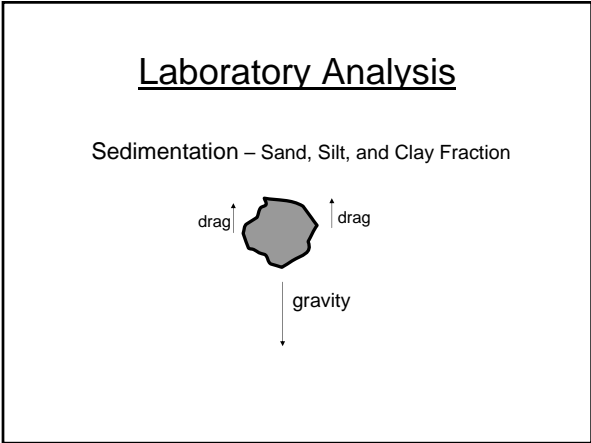 Laboratory Analysis
Sedimentation – Sand, Silt, and Clay Fraction
drag
drag
gravity